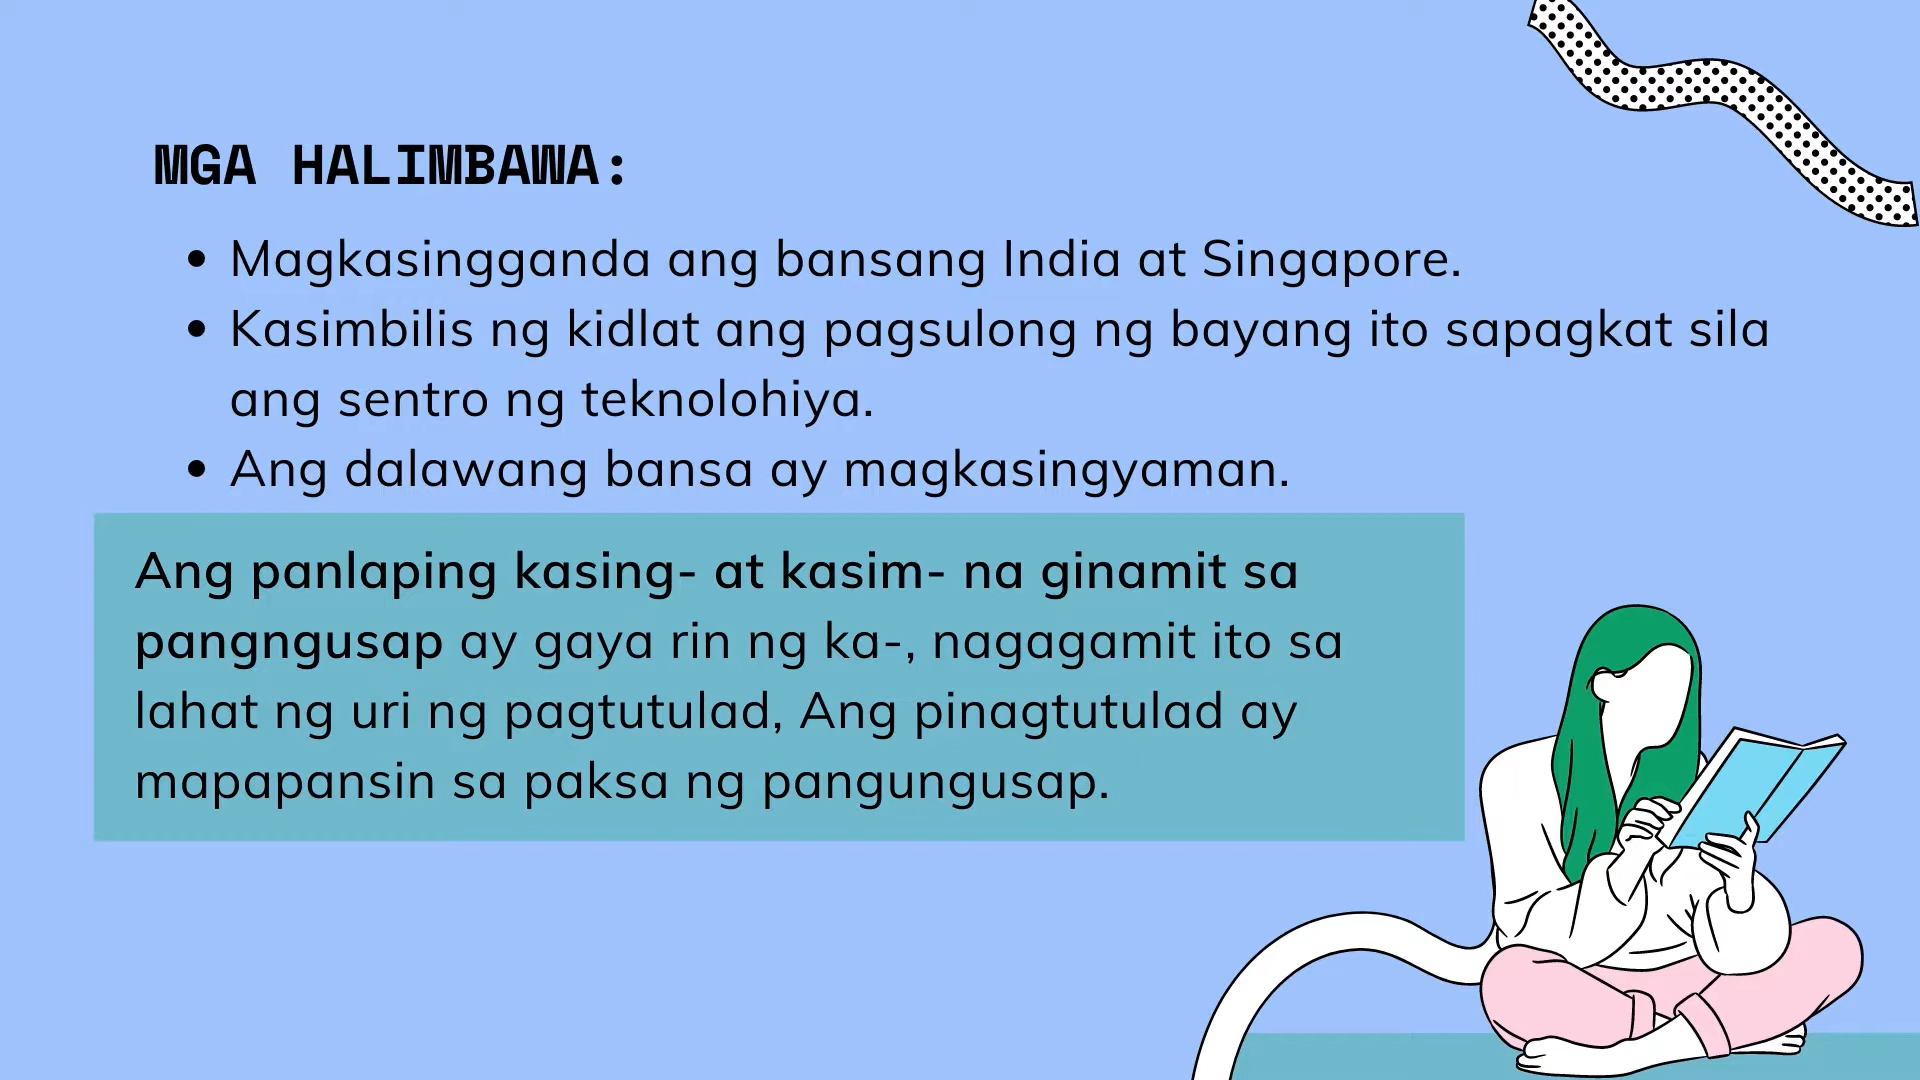 MGA HALIMBAWA:
• Magkasingganda ang bansang India at Singapore.
• Kasimbilis ng kidlat ang pagsulong ng bayang ito sapagkat sila
ang sentro ng teknolohiya.
• Ang dalawang bansa ay magkasingyaman.
Ang panlaping kasing- at kasim- na ginamit sa
pangngusap ay gaya rin ng ka-, nagagamit ito sa
lahat ng uri ng pagtutulad, Ang pinagtutulad ay
mapapansin sa paksa ng pangungusap.